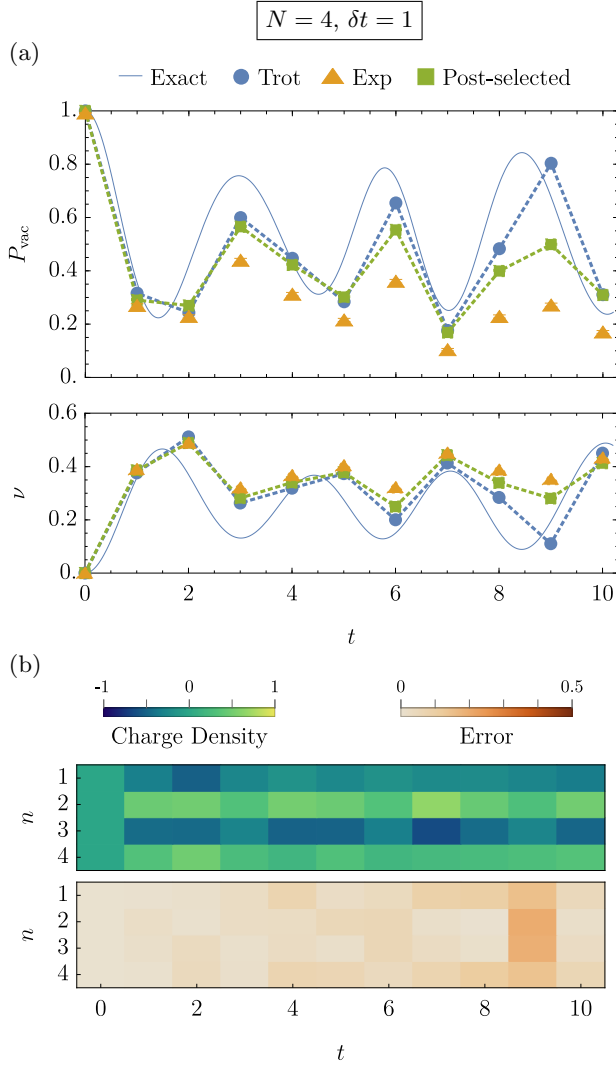 N = 4, δt = 1
(a)
Exact Trot Exp Post-selected
1.
0.8
0.6
0.4
0.2
0.
P_vac
0.6
0.4
0.2
0.
ν
0 2 4 6 8 10
t
(b)
-1 0 1
Charge Density
0 0.5
Error
1
2
3
4
n
1
2
3
4
n
0 2 4 6 8 10
t